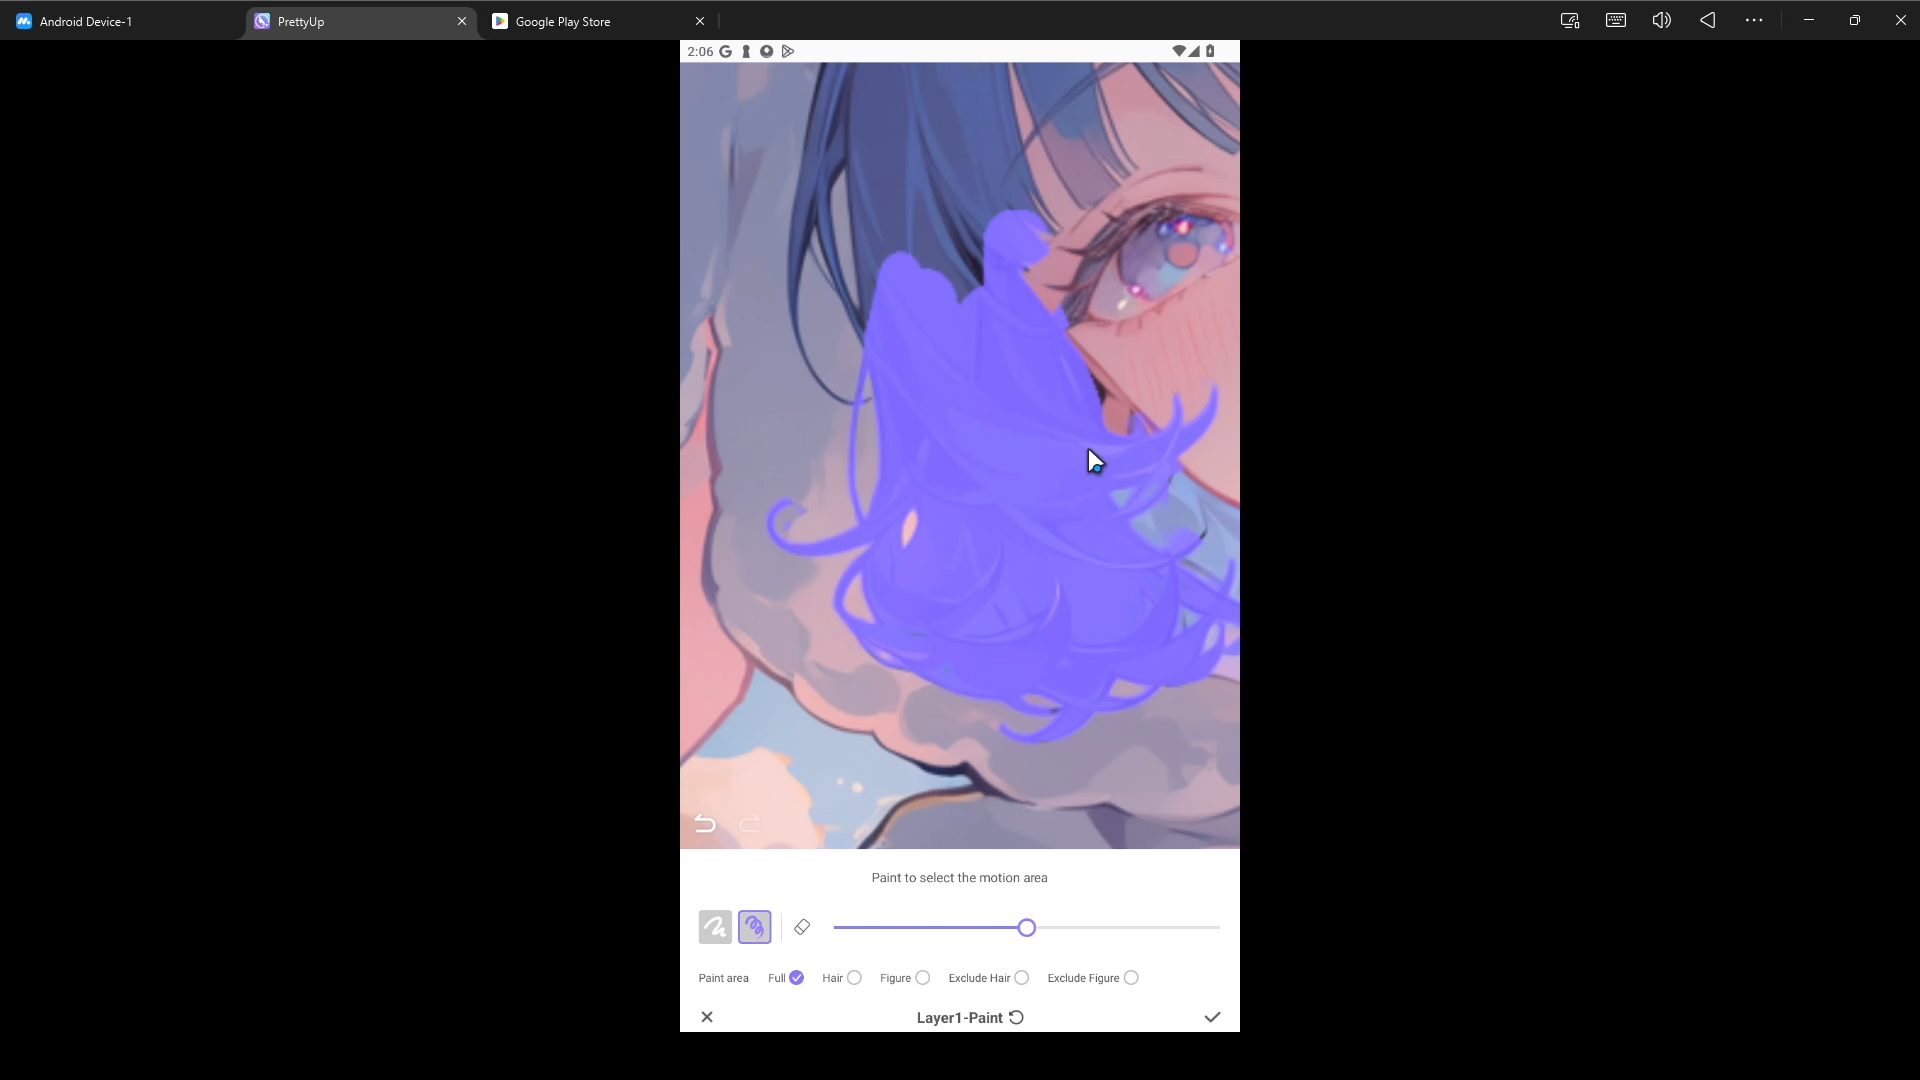 Android Device-1
PrettyUp
Google Play Store
2:06
Paint to select the motion area
Paint area Full Hair Figure Exclude Hair Exclude Figure
Layer1-Paint